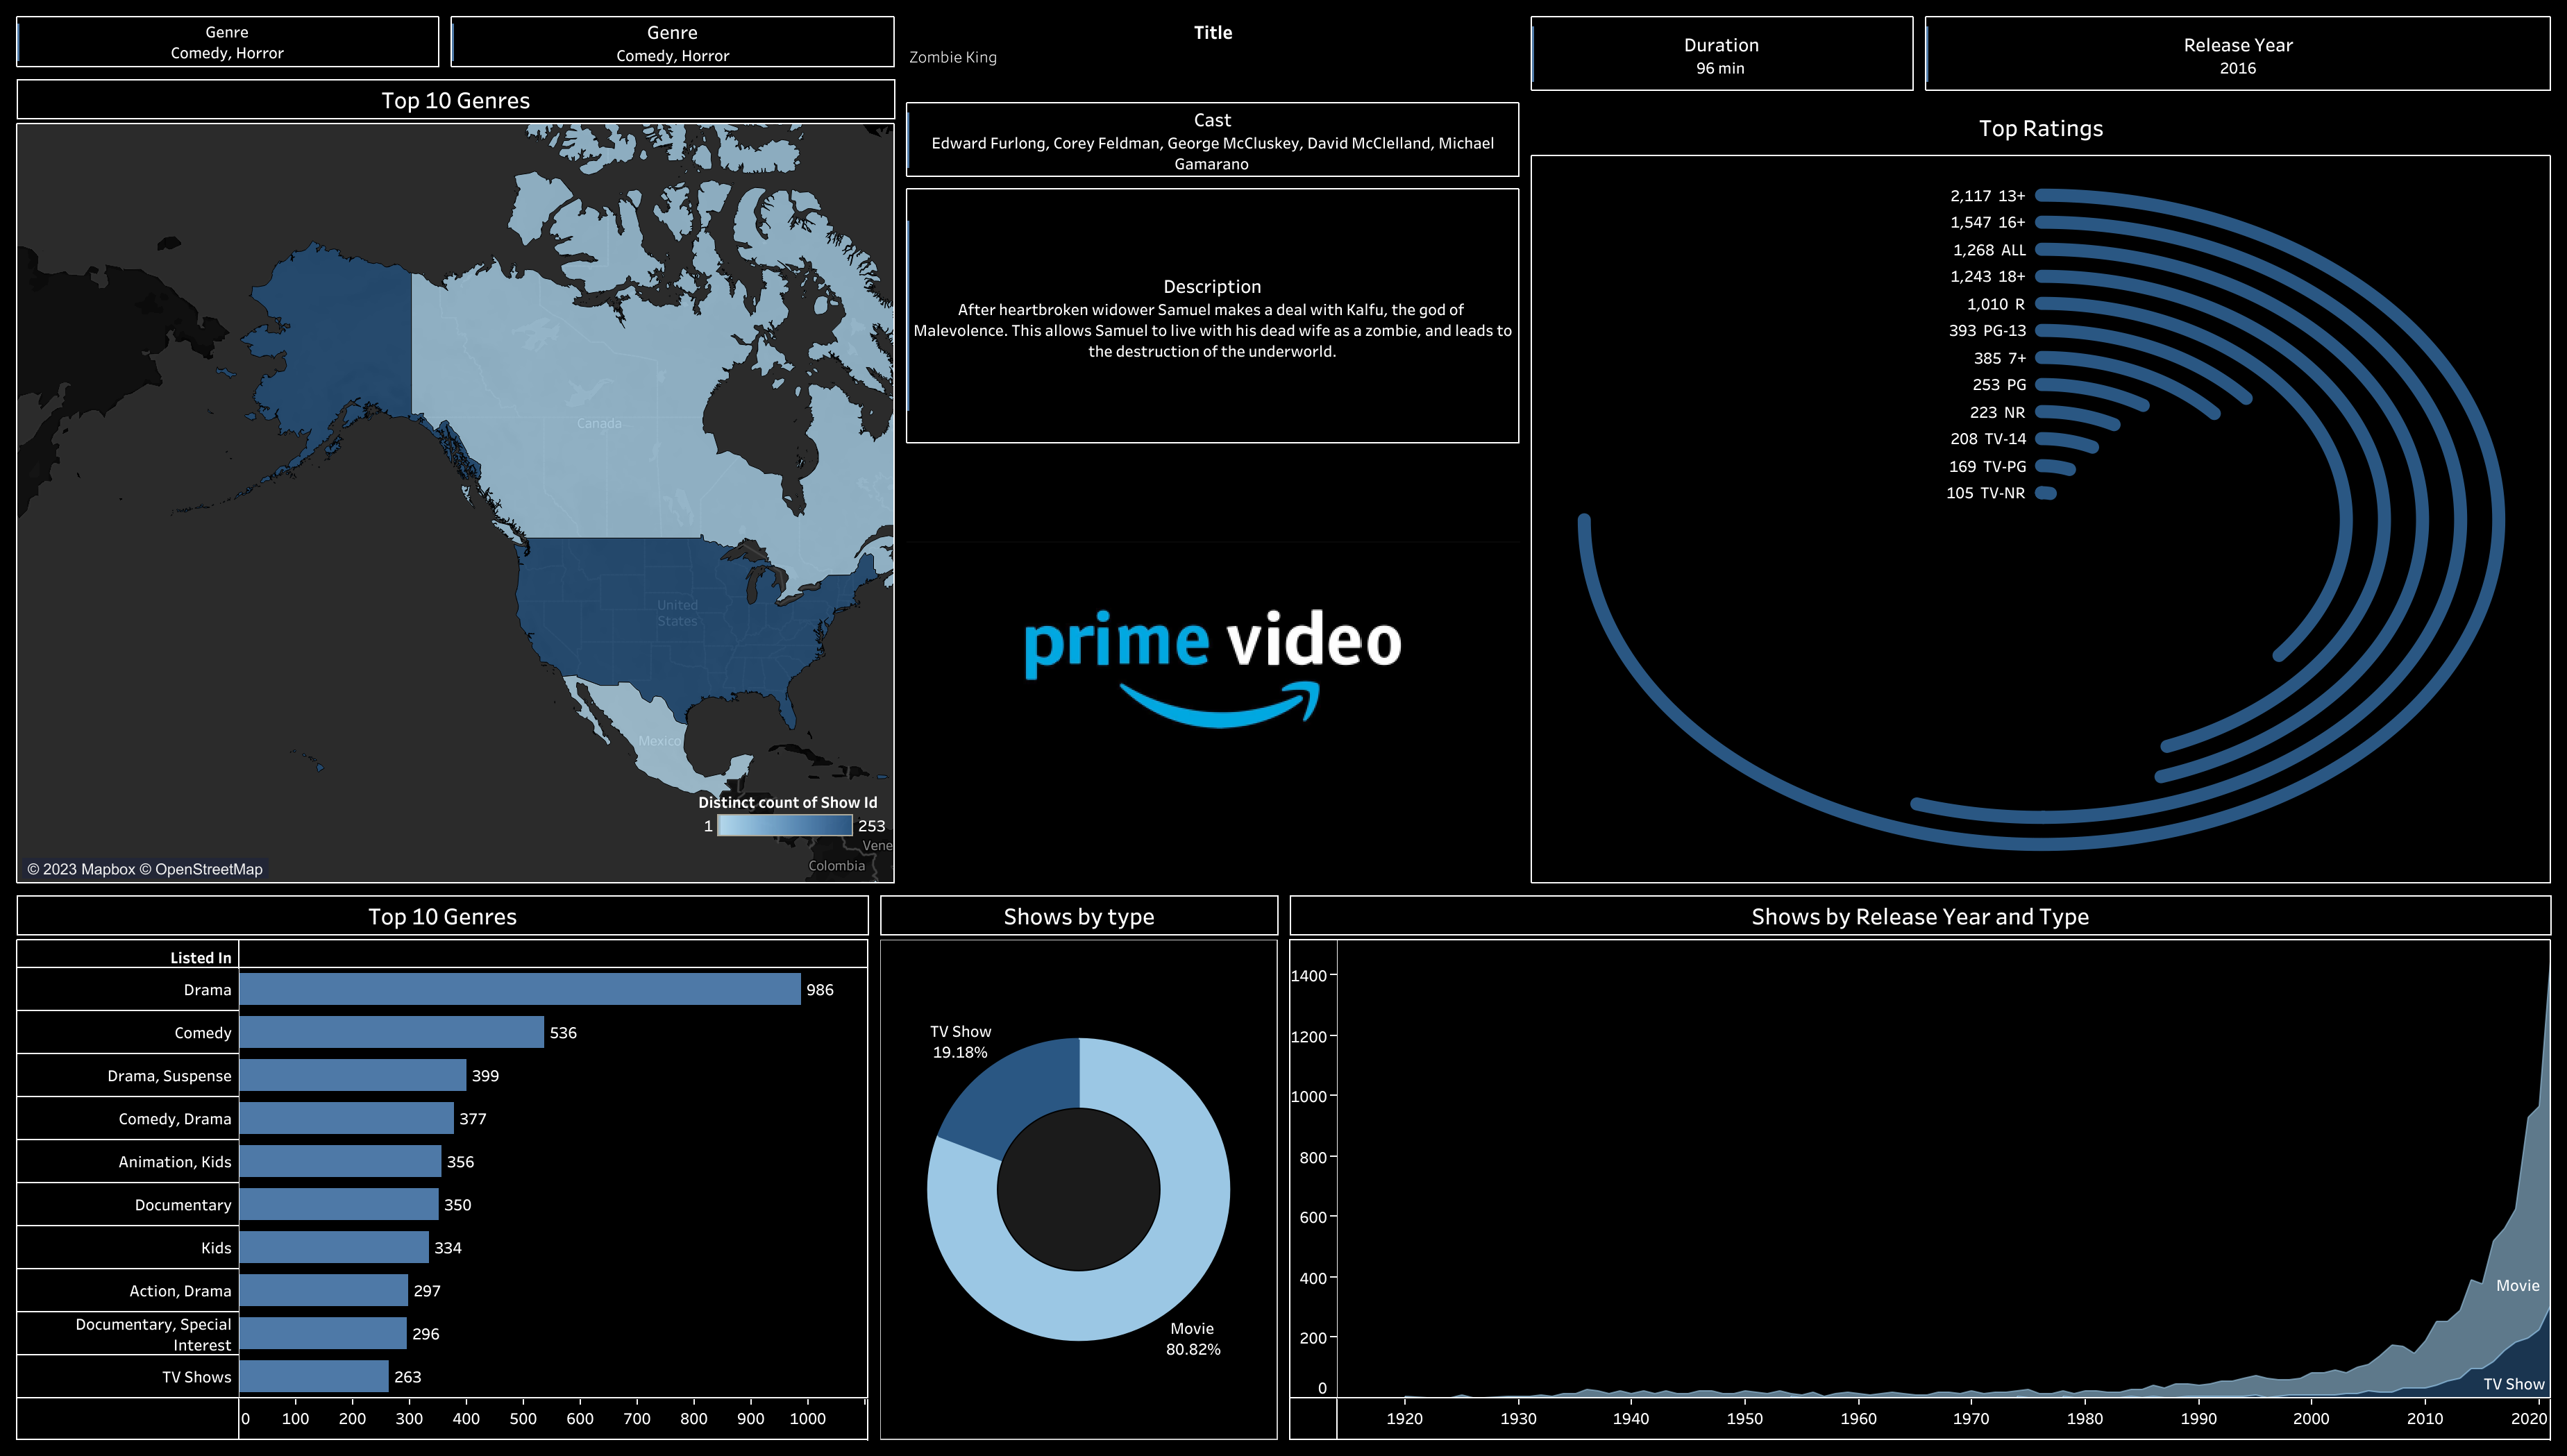 Genre
Comedy, Horror
Genre
Comedy, Horror
Title
Zombie King
Duration
96 min
Release Year
2016
Top 10 Genres
Canada
United
States
Mexico
Distinct count of Show Id
1 253
Vene
Colombia
© 2023 Mapbox © OpenStreetMap
Cast
Edward Furlong, Corey Feldman, George McCluskey, David McClelland, Michael
Gamarano
Description
After heartbroken widower Samuel makes a deal with Kalfu, the god of
Malevolence. This allows Samuel to live with his dead wife as a zombie, and leads to
the destruction of the underworld.
prime video
Top Ratings
2,117 13+
1,547 16+
1,268 ALL
1,243 18+
1,010 R
393 PG-13
385 7+
253 PG
223 NR
208 TV-14
169 TV-PG
105 TV-NR
Top 10 Genres
Listed In
Drama 986
Comedy 536
Drama, Suspense 399
Comedy, Drama 377
Animation, Kids 356
Documentary 350
Kids 334
Action, Drama 297
Documentary, Special
Interest 296
TV Shows 263
0 100 200 300 400 500 600 700 800 900 1000
Shows by type
TV Show
19.18%
Movie
80.82%
Shows by Release Year and Type
1400
1200
1000
800
600
400
200
0
Movie
TV Show
1920 1930 1940 1950 1960 1970 1980 1990 2000 2010 2020